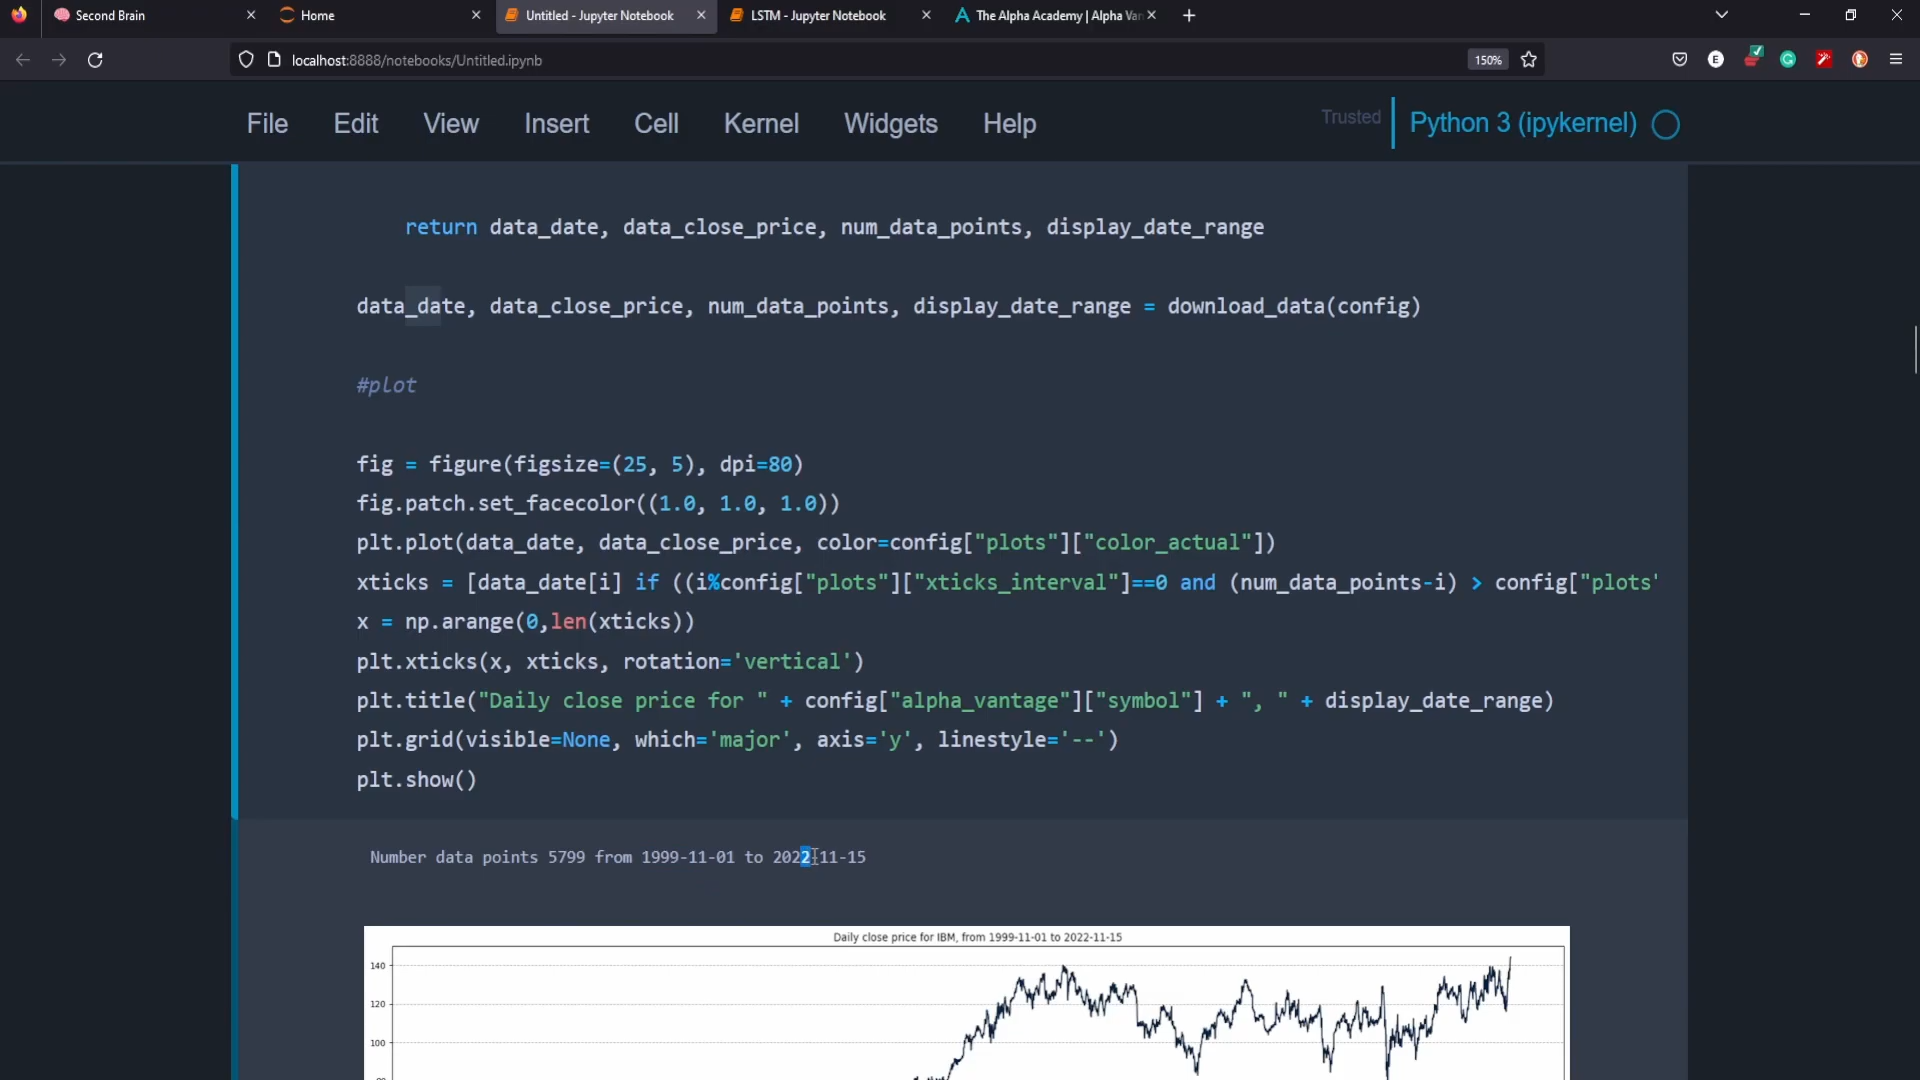 Second Brain
Home
Untitled - Jupyter Notebook
LSTM - Jupyter Notebook
The Alpha Academy | Alpha Van
localhost:8888/notebooks/Untitled.ipynb
150%
E
File Edit View Insert Cell Kernel Widgets Help
Trusted
Python 3 (ipykernel)
return data_date, data_close_price, num_data_points, display_date_range
data_date, data_close_price, num_data_points, display_date_range = download_data(config)
#plot
fig = figure(figsize=(25, 5), dpi=80)
fig.patch.set_facecolor((1.0, 1.0, 1.0))
plt.plot(data_date, data_close_price, color=config["plots"]["color_actual"])
xticks = [data_date[i] if ((i%config["plots"]["xticks_interval"]==0 and (num_data_points-i) > config["plots"
x = np.arange(0,len(xticks))
plt.xticks(x, xticks, rotation='vertical')
plt.title("Daily close price for " + config["alpha_vantage"]["symbol"] + ", " + display_date_range)
plt.grid(visible=None, which='major', axis='y', linestyle='--')
plt.show()
Number data points 5799 from 1999-11-01 to 2022-11-15
Daily close price for IBM, from 1999-11-01 to 2022-11-15
140
120
100